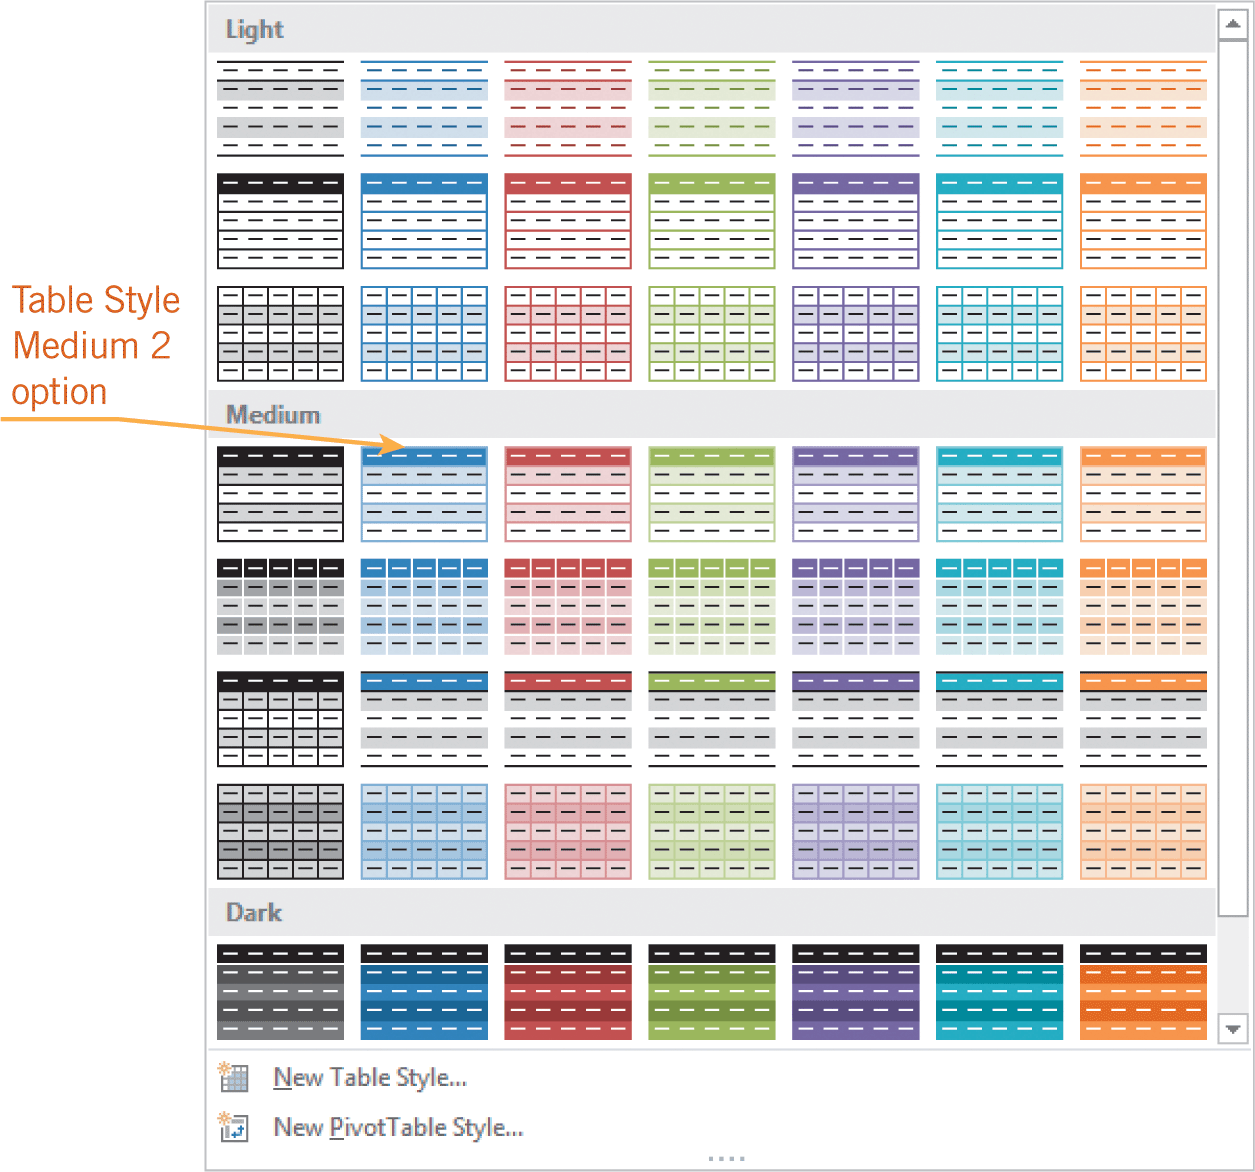 Light
Table Style
Medium 2
option
Medium
Dark
New Table Style...
New PivotTable Style...